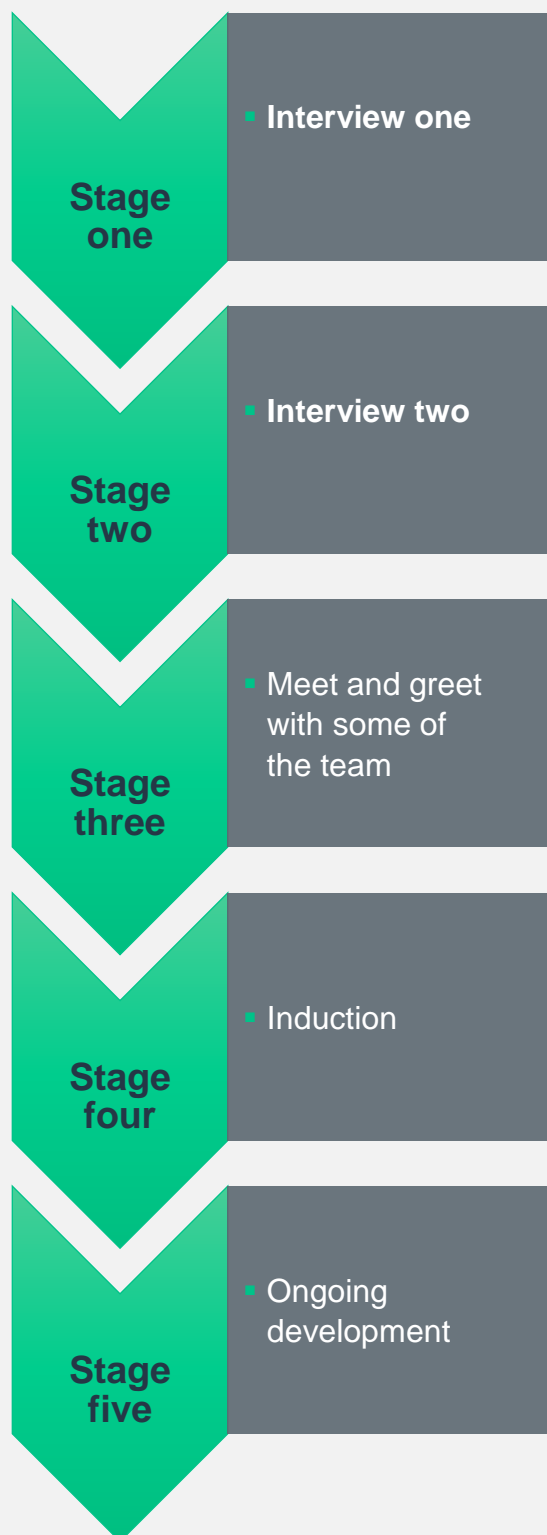 Stage
one
▪ Interview one
Stage
two
▪ Interview two
Stage
three
▪ Meet and greet
with some of
the team
Stage
four
▪ Induction
Stage
five
▪ Ongoing
development